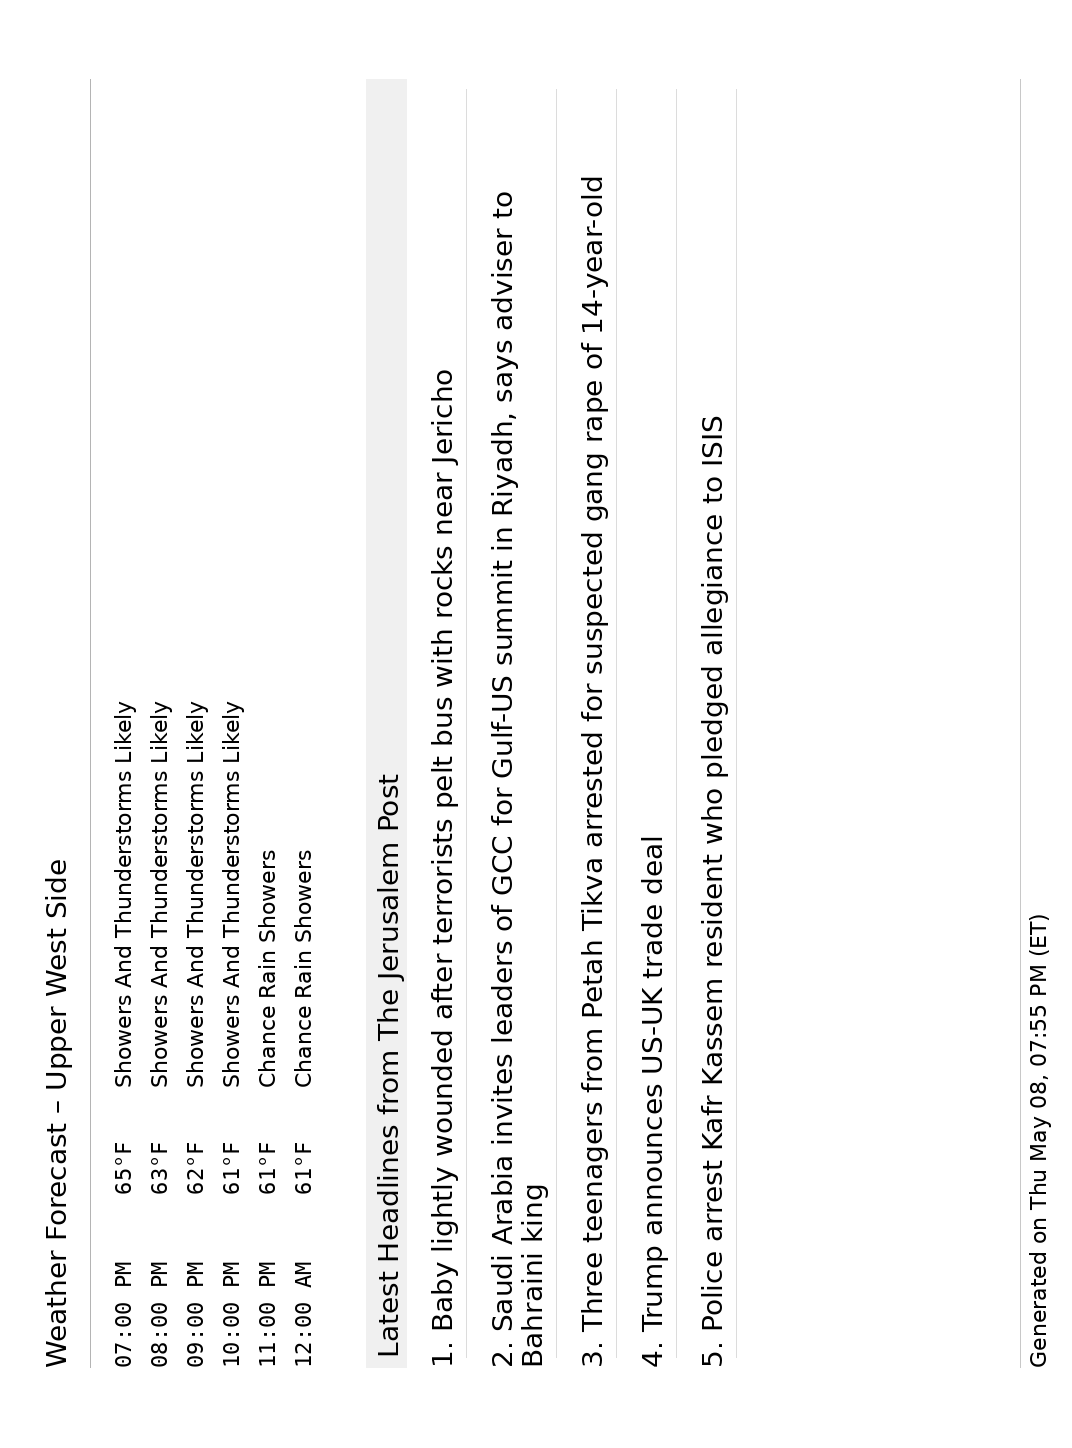 Weather Forecast – Upper West Side
07:00 PM 65°F Showers And Thunderstorms Likely
08:00 PM 63°F Showers And Thunderstorms Likely
09:00 PM 62°F Showers And Thunderstorms Likely
10:00 PM 61°F Showers And Thunderstorms Likely
11:00 PM 61°F Chance Rain Showers
12:00 AM 61°F Chance Rain Showers
Latest Headlines from The Jerusalem Post
1. Baby lightly wounded after terrorists pelt bus with rocks near Jericho
2. Saudi Arabia invites leaders of GCC for Gulf-US summit in Riyadh, says adviser to
Bahraini king
3. Three teenagers from Petah Tikva arrested for suspected gang rape of 14-year-old
4. Trump announces US-UK trade deal
5. Police arrest Kafr Kassem resident who pledged allegiance to ISIS
Generated on Thu May 08, 07:55 PM (ET)